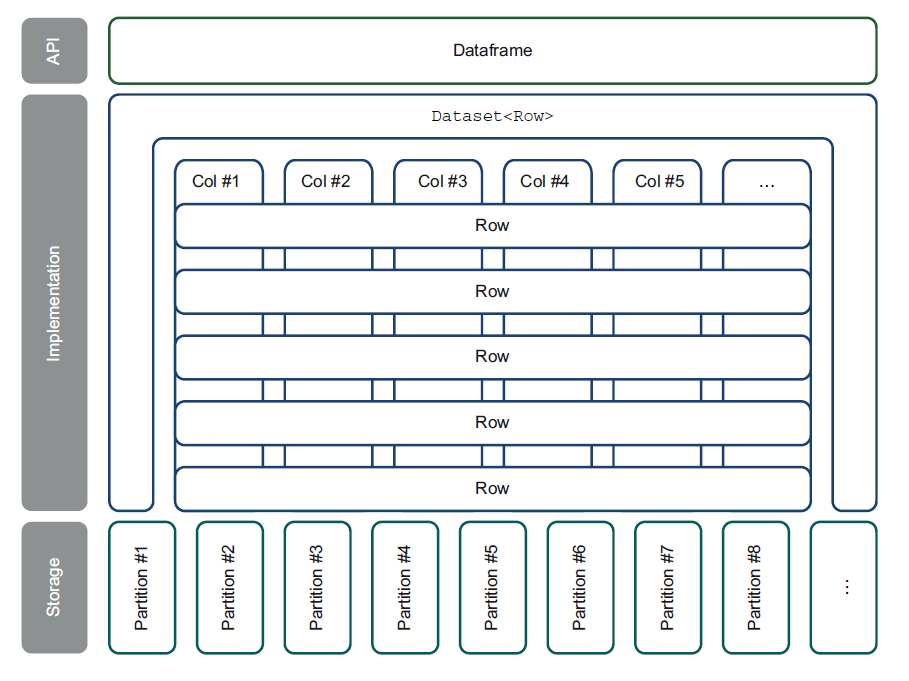 API
Dataframe
Implementation
Dataset<Row>
Col #1
Col #2
Col #3
Col #4
Col #5
...
Row
Row
Row
Row
Row
Storage
Partition #1
Partition #2
Partition #3
Partition #4
Partition #5
Partition #6
Partition #7
Partition #8
...